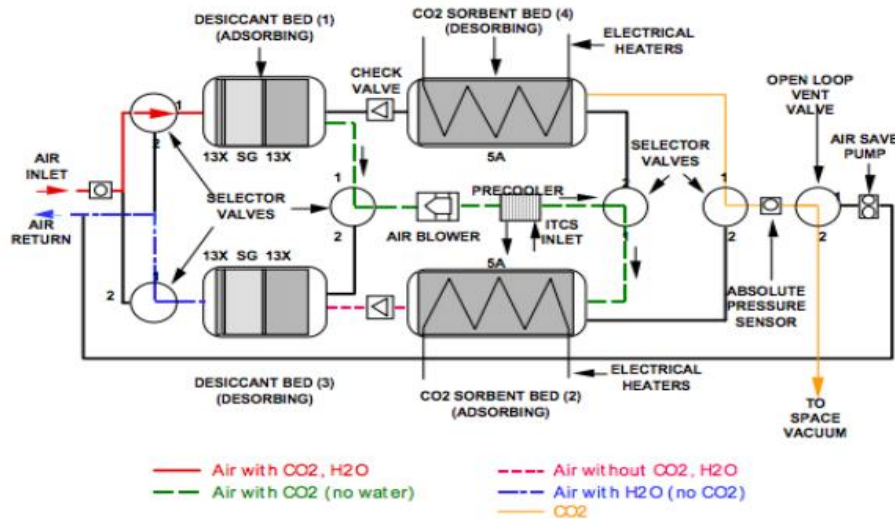 DESICCANT BED (1)
(ADSORBING)
CO2 SORBENT BED (4)
(DESORBING)
ELECTRICAL
HEATERS
CHECK
VALVE
OPEN LOOP
VENT
VALVE
AIR SAVE
PUMP
1
2
13X SG 13X
5A
AIR
INLET
SELECTOR
VALVES
1
2
PRECOOLER
2
SELECTOR
VALVES
1
2
1
2
AIR
RETURN
AIR BLOWER
ITCS
INLET
13X SG 13X
5A
1
2
ABSOLUTE
PRESSURE
SENSOR
DESICCANT BED (3)
(DESORBING)
CO2 SORBENT BED (2)
(ADSORBING)
ELECTRICAL
HEATERS
TO
SPACE
VACUUM
Air with CO2, H2O
Air without CO2, H2O
Air with CO2 (no water)
Air with H2O (no CO2)
CO2